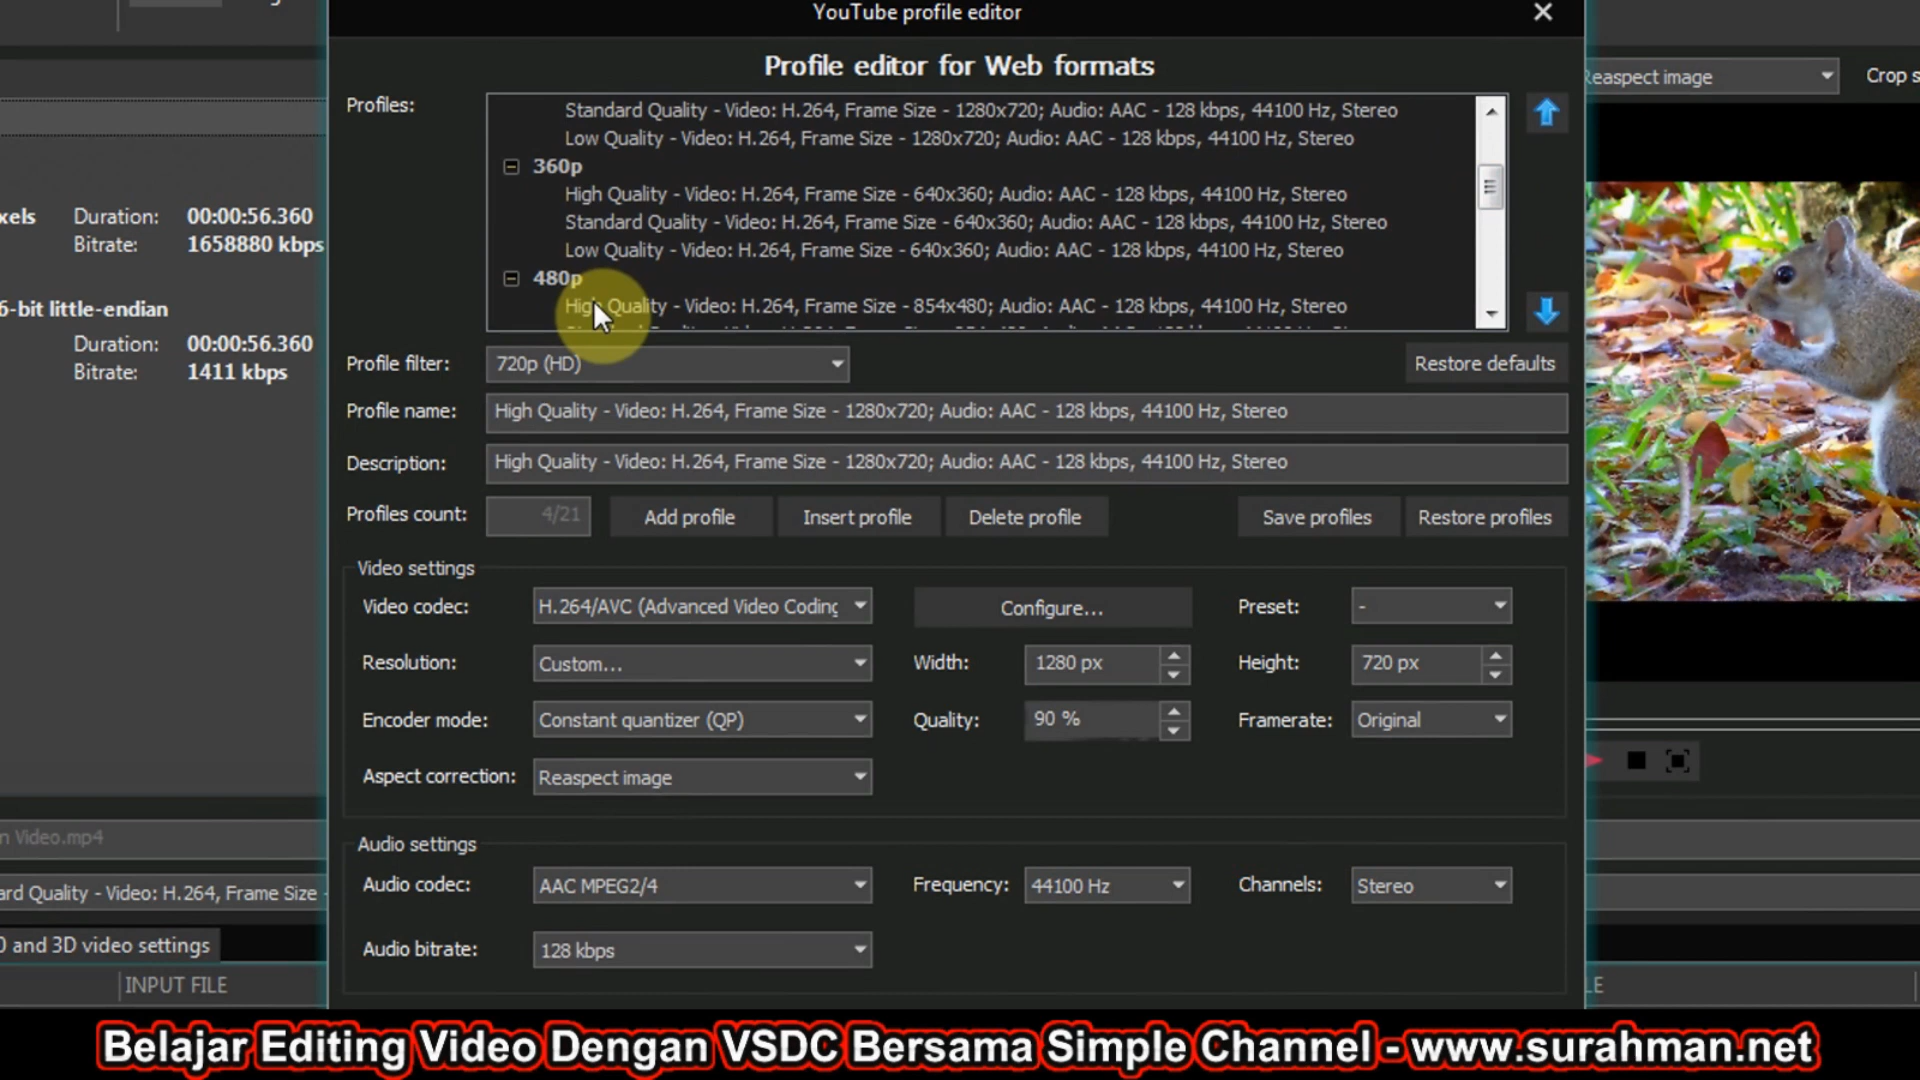 YouTube profile editor
Profile editor for Web formats
Profiles:
Standard Quality - Video: H.264, Frame Size - 1280x720; Audio: AAC - 128 kbps, 44100 Hz, Stereo
Low Quality - Video: H.264, Frame Size - 1280x720; Audio: AAC - 128 kbps, 44100 Hz, Stereo
360p
High Quality - Video: H.264, Frame Size - 640x360; Audio: AAC - 128 kbps, 44100 Hz, Stereo
Standard Quality - Video: H.264, Frame Size - 640x360; Audio: AAC - 128 kbps, 44100 Hz, Stereo
Low Quality - Video: H.264, Frame Size - 640x360; Audio: AAC - 128 kbps, 44100 Hz, Stereo
480p
High Quality - Video: H.264, Frame Size - 854x480; Audio: AAC - 128 kbps, 44100 Hz, Stereo
Profile filter: 720p (HD) Restore defaults
Profile name: High Quality - Video: H.264, Frame Size - 1280x720; Audio: AAC - 128 kbps, 44100 Hz, Stereo
Description: High Quality - Video: H.264, Frame Size - 1280x720; Audio: AAC - 128 kbps, 44100 Hz, Stereo
Profiles count: 4/21 Add profile Insert profile Delete profile Save profiles Restore profiles
Video settings
Video codec: H.264/AVC (Advanced Video Coding Configure... Preset: -
Resolution: Custom... Width: 1280 px Height: 720 px
Encoder mode: Constant quantizer (QP) Quality: 90 % Framerate: Original
Aspect correction: Reaspect image
Audio settings
Audio codec: AAC MPEG2/4 Frequency: 44100 Hz Channels: Stereo
Audio bitrate: 128 kbps
xels Duration: 00:00:56.360
Bitrate: 1658880 kbps
6-bit little-endian
Duration: 00:00:56.360
Bitrate: 1411 kbps
n Video.mp4
ard Quality - Video: H.264, Frame Size -
D and 3D video settings
INPUT FILE
Reaspect image Crop s
LE
Belajar Editing Video Dengan VSDC Bersama Simple Channel - www.surahman.net